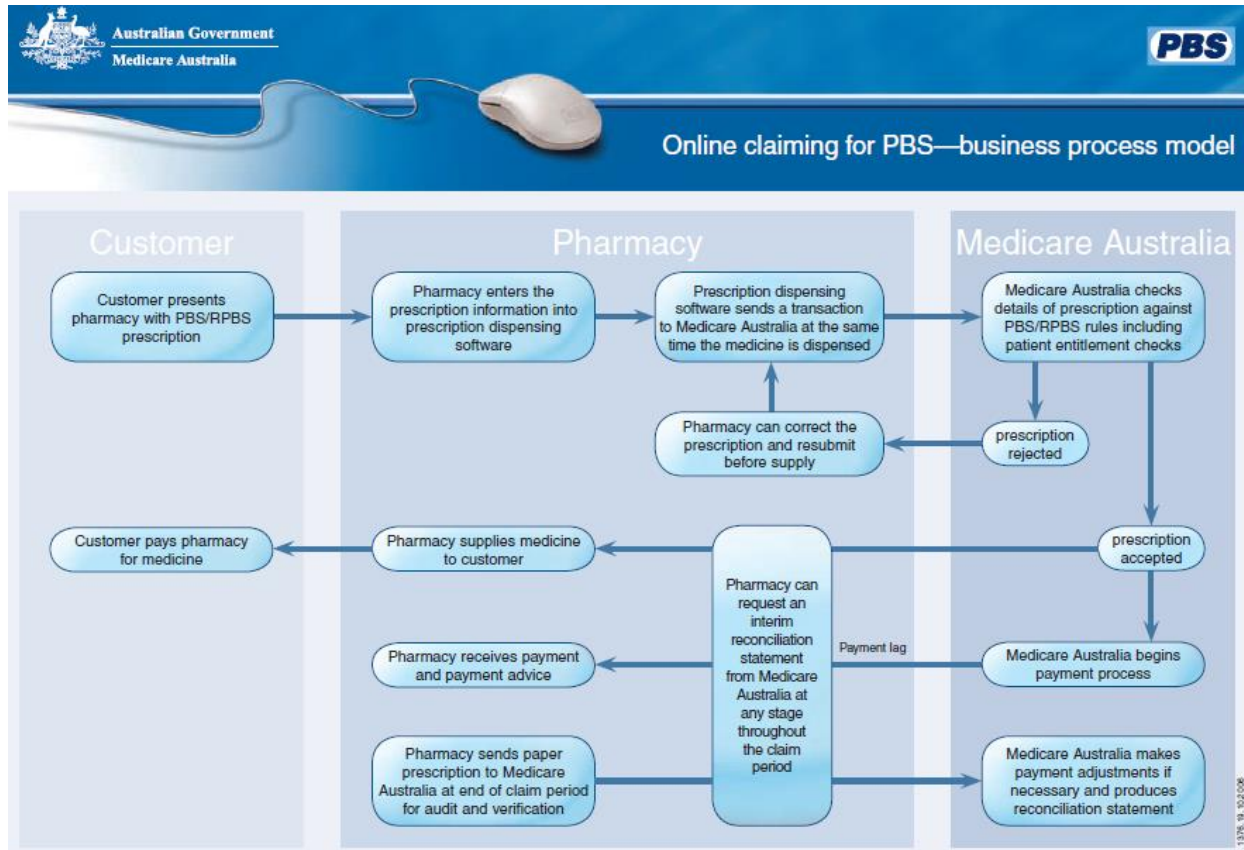 Australian Government
Medicare Australia
PBS
Online claiming for PBS—business process model
Customer
Pharmacy
Medicare Australia
Customer presents
pharmacy with PBS/RPBS
prescription
Pharmacy enters the
prescription information into
prescription dispensing
software
Prescription dispensing
software sends a transaction
to Medicare Australia at the same
time the medicine is dispensed
Medicare Australia checks
details of prescription against
PBS/RPBS rules including
patient entitlement checks
Pharmacy can correct the
prescription and resubmit
before supply
prescription
rejected
Customer pays pharmacy
for medicine
Pharmacy supplies medicine
to customer
prescription
accepted
Pharmacy can
request an
interim
reconciliation
statement
from Medicare
Australia at
any stage
throughout
the claim
period
Pharmacy receives payment
and payment advice
Payment lag
Medicare Australia begins
payment process
Pharmacy sends paper
prescription to Medicare
Australia at end of claim period
for audit and verification
Medicare Australia makes
payment adjustments if
necessary and produces
reconciliation statement
1376.19.10.2006